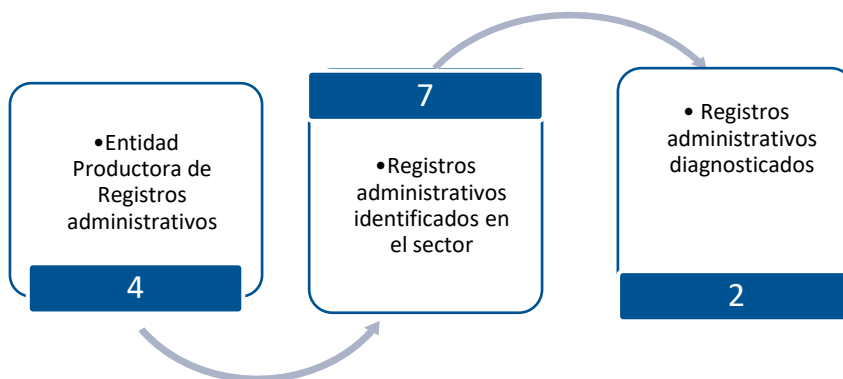 •Entidad
Productora de
Registros
administrativos
4
7
•Registros
administrativos
identificados en
el sector
• Registros
administrativos
diagnosticados
2